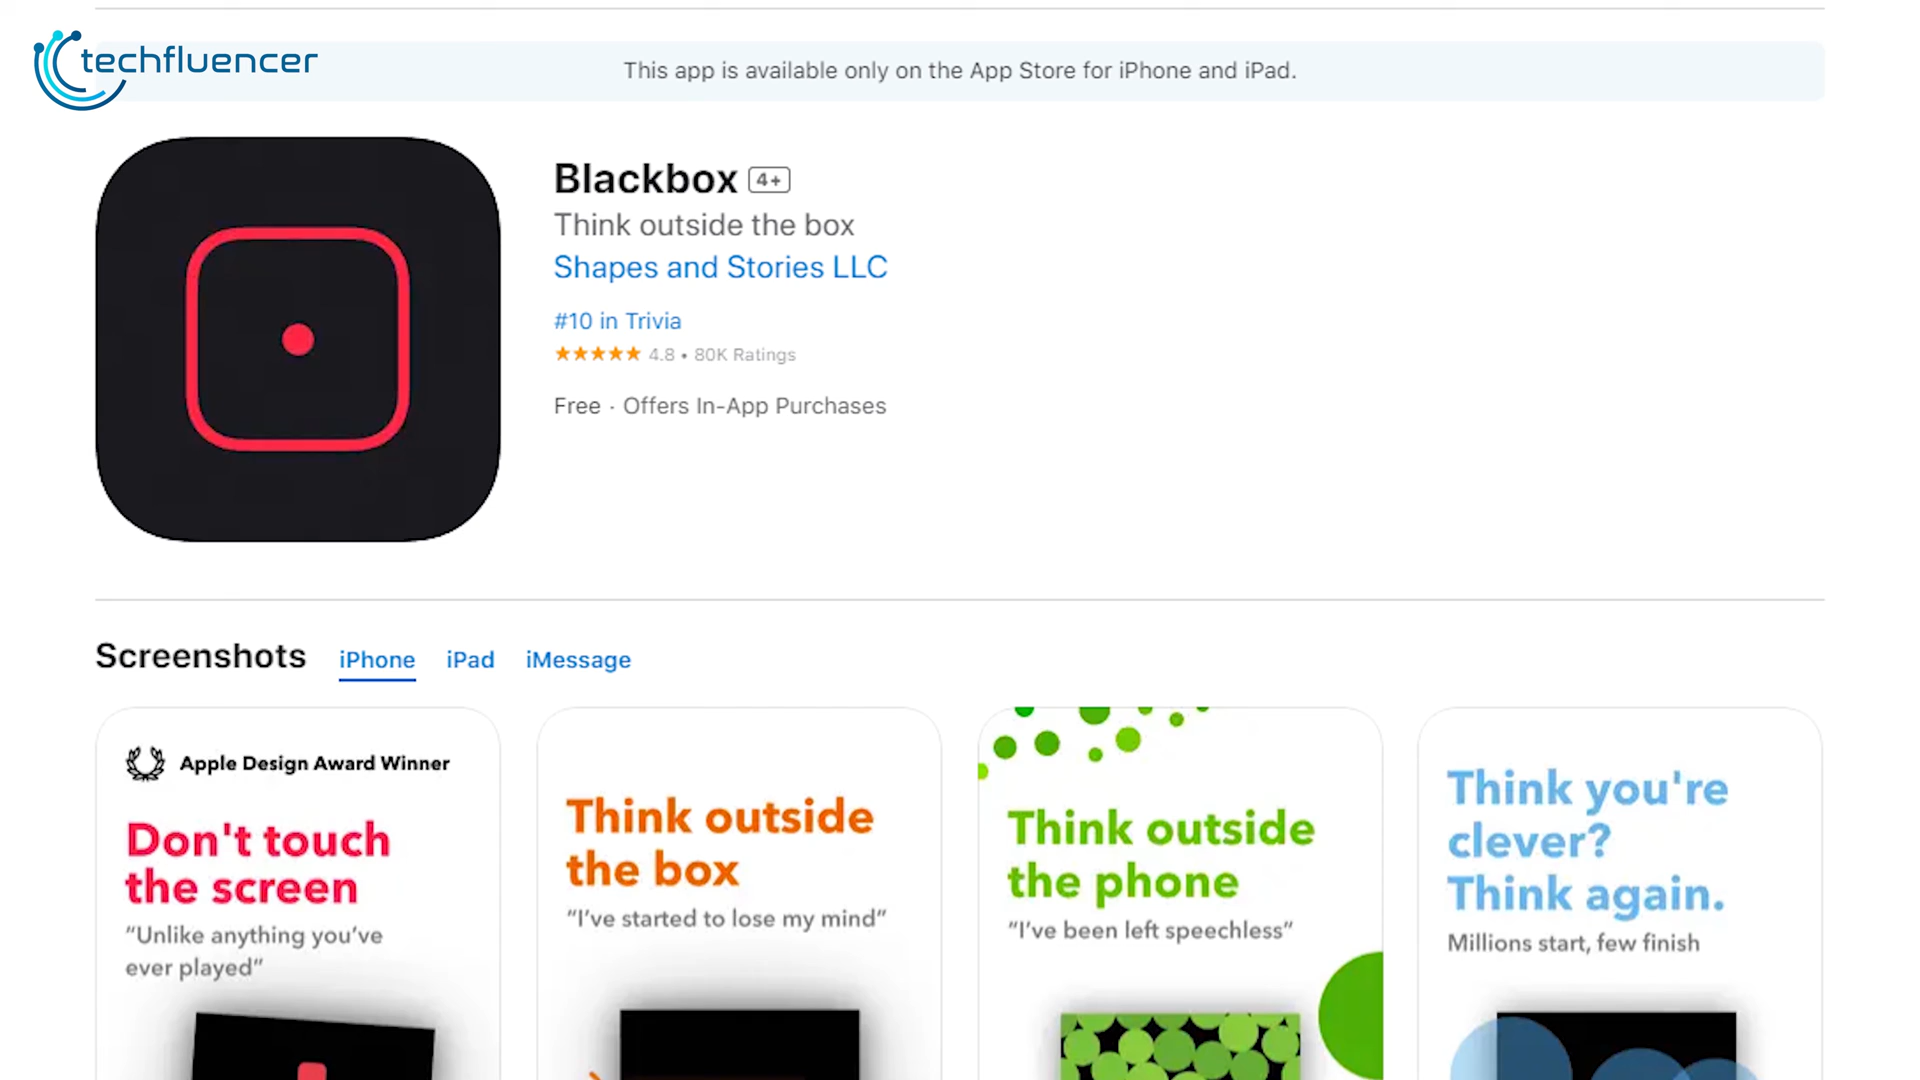 techfluencer
This app is available only on the App Store for iPhone and iPad.
Blackbox 4+
Think outside the box
Shapes and Stories LLC
#10 in Trivia
★★★★★ 4.8 • 80K Ratings
Free · Offers In-App Purchases
Screenshots iPhone iPad iMessage
Apple Design Award Winner
Don't touch
the screen
“Unlike anything you’ve
ever played”
Think outside
the box
“I’ve started to lose my mind”
Think outside
the phone
“I’ve been left speechless”
Think you're
clever?
Think again.
Millions start, few finish